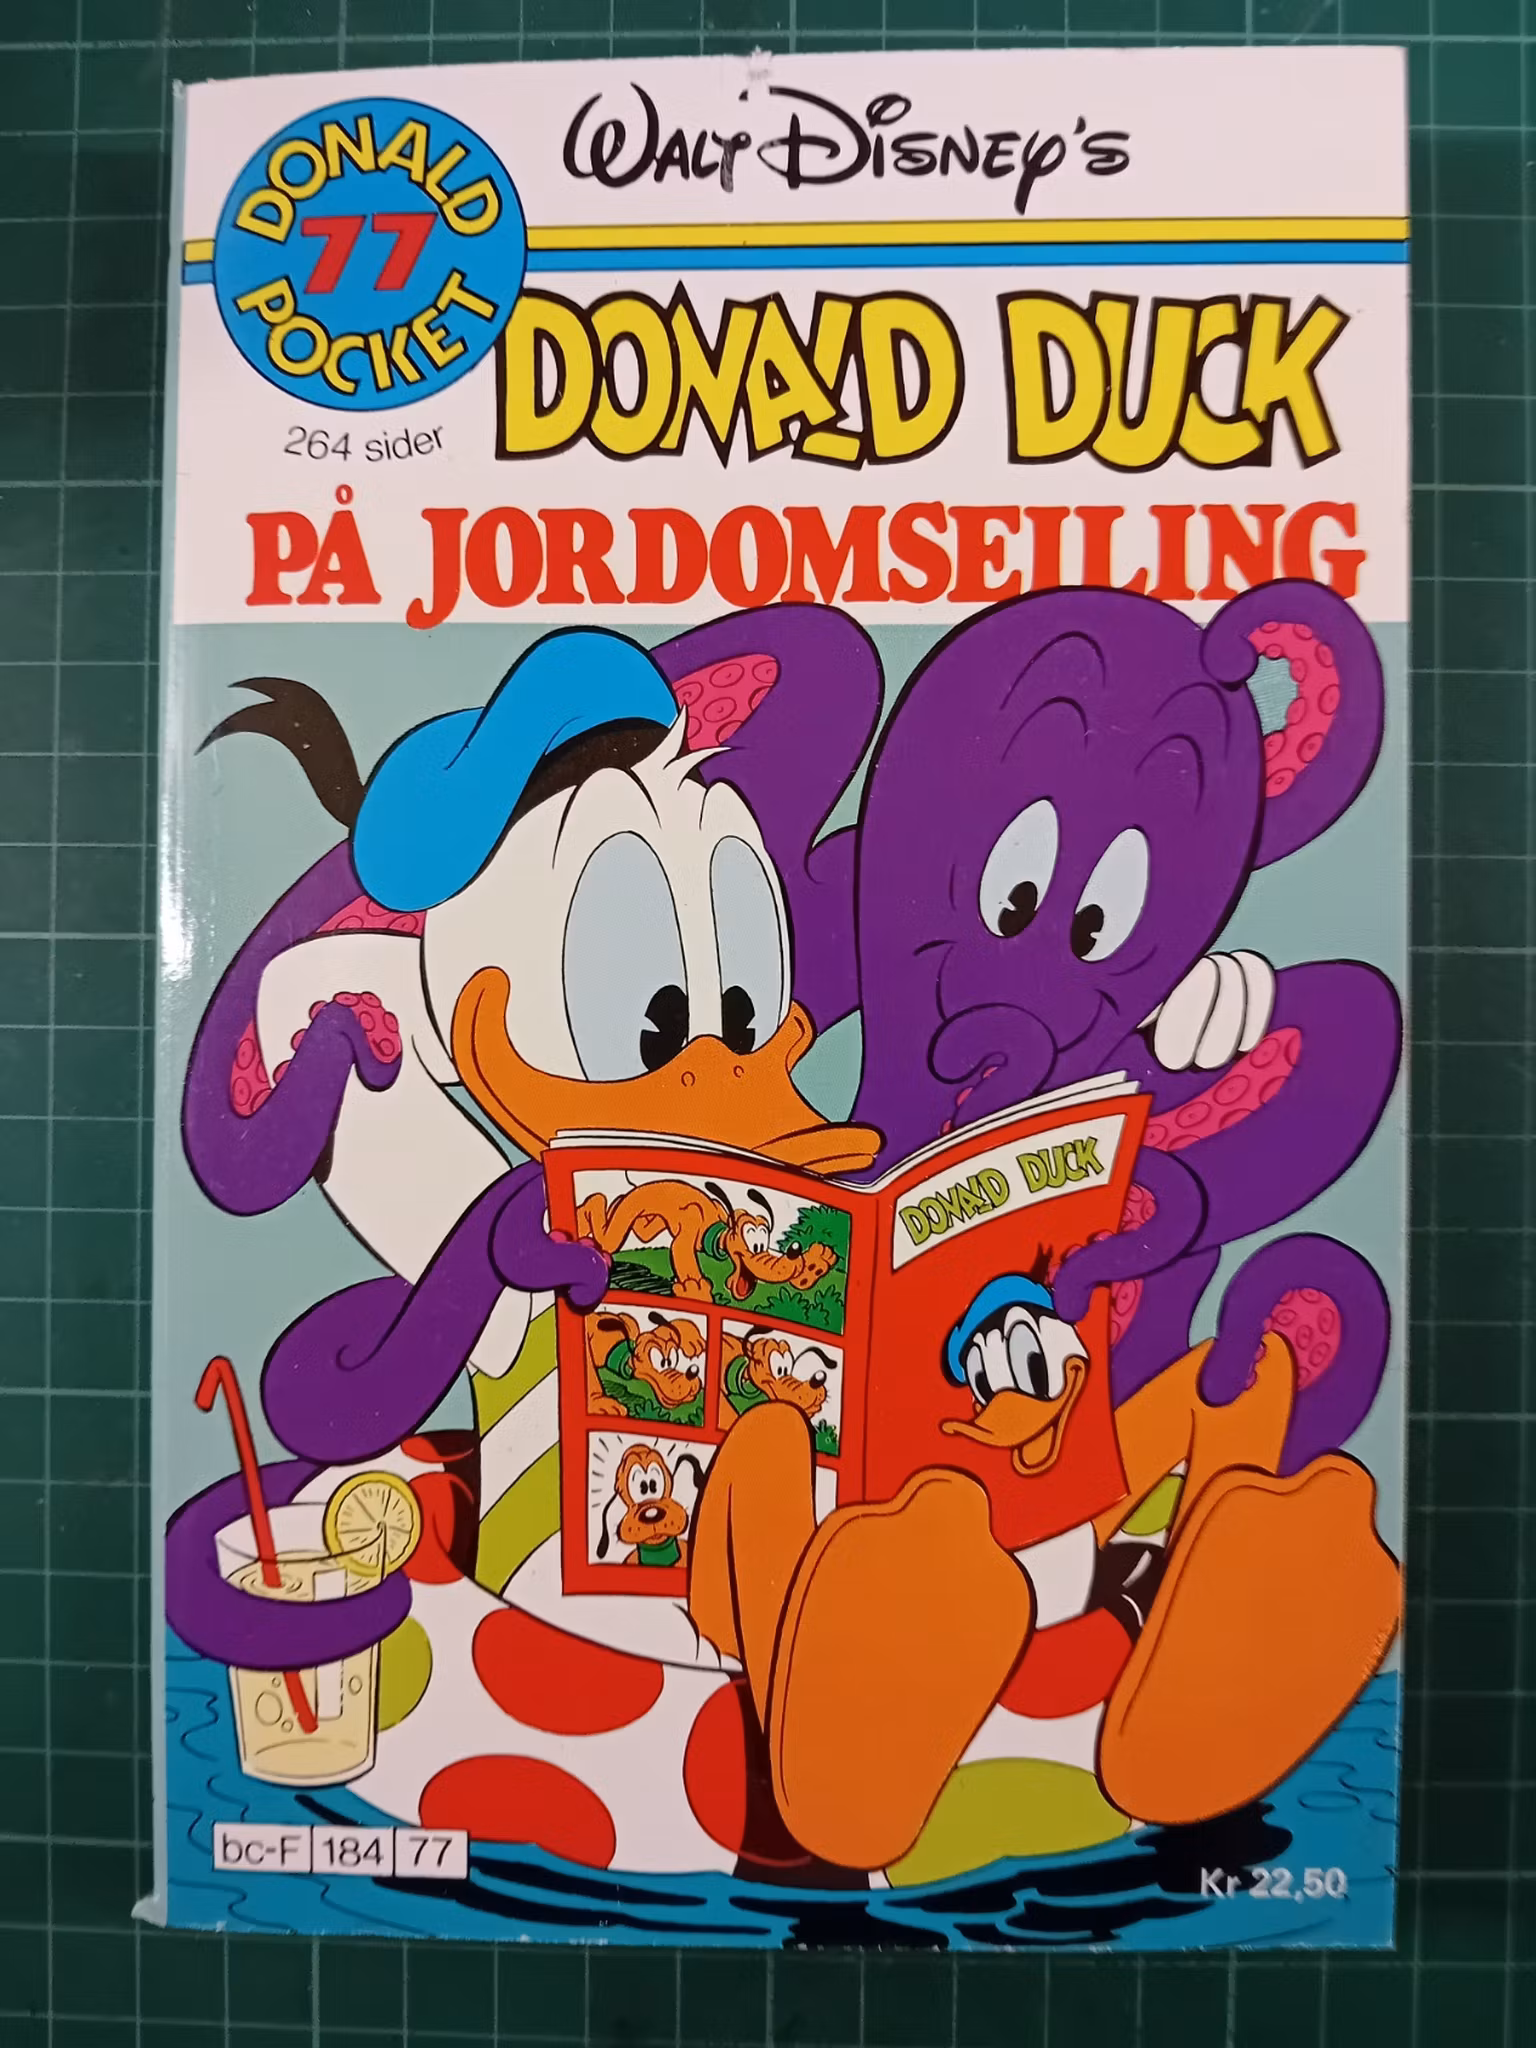 WALT DISNEY'S
DONALD
77
POCKET
264 sider
DONALD DUCK
PÅ JORDOMSEILING
DONALD DUCK
bc-F 184 77
Kr 22,50